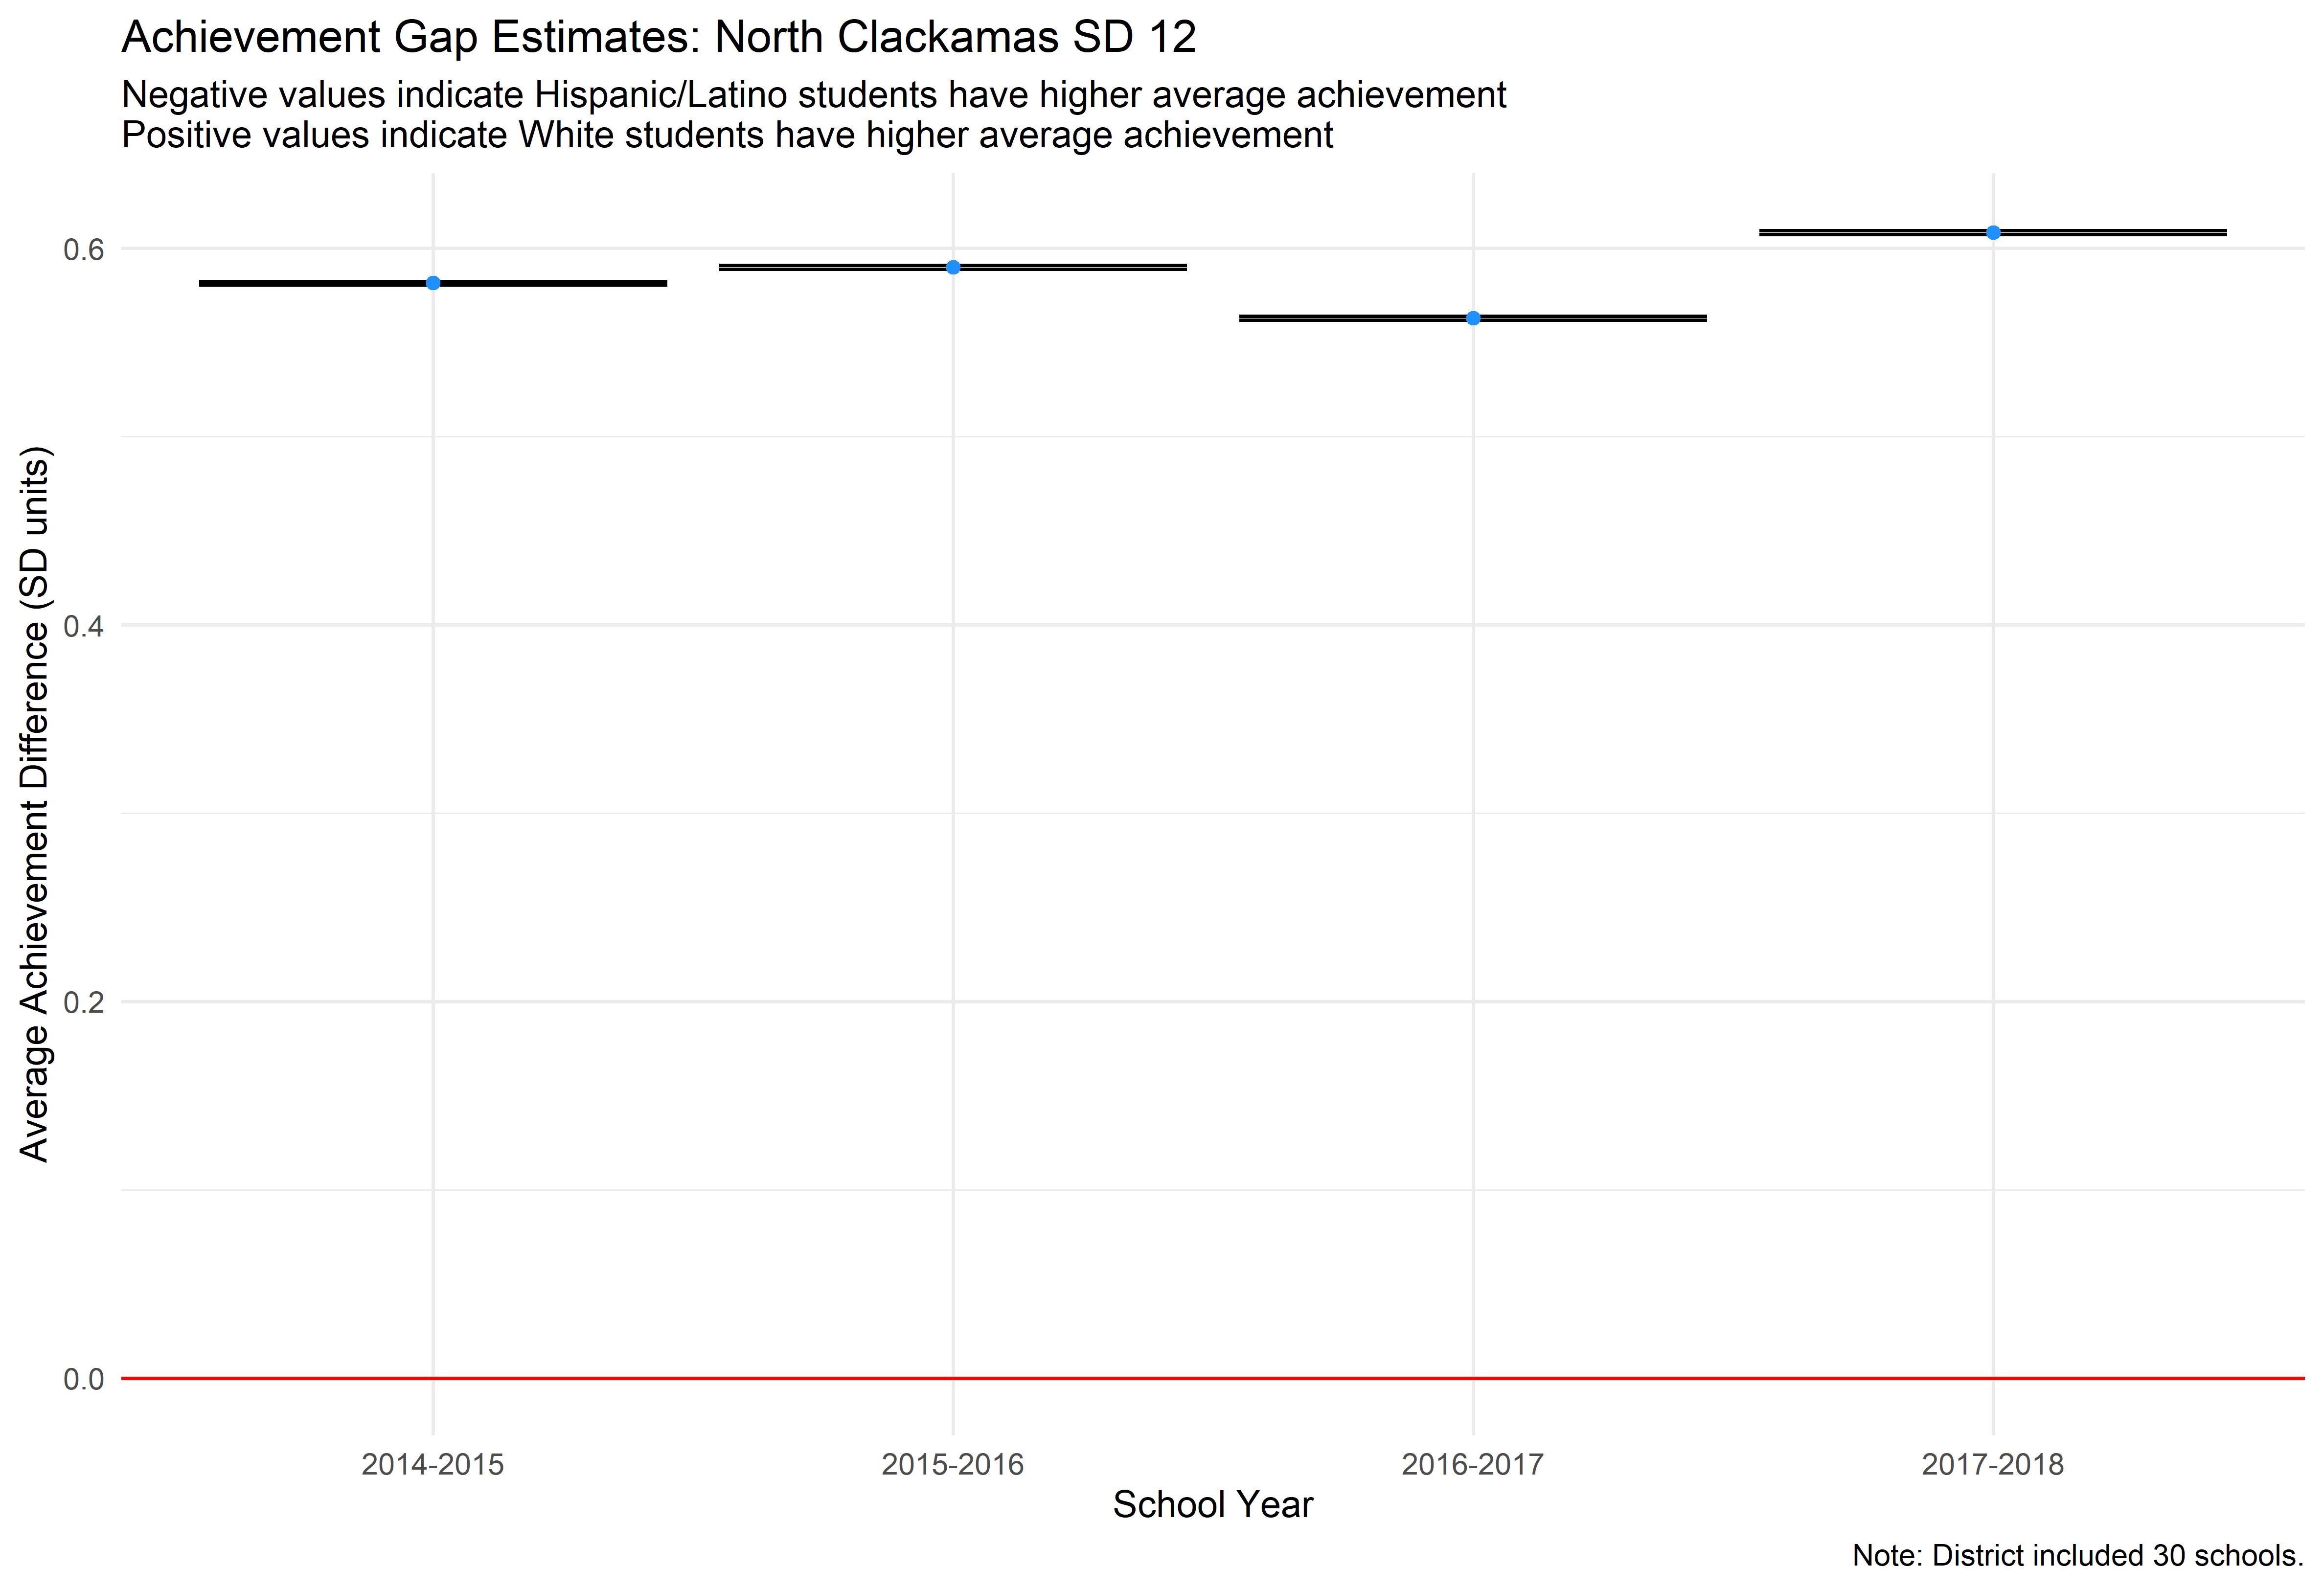 Achievement Gap Estimates: North Clackamas SD 12
Negative values indicate Hispanic/Latino students have higher average achievement
Positive values indicate White students have higher average achievement
Average Achievement Difference (SD units)
0.6
0.4
0.2
0.0
2014-2015
2015-2016
2016-2017
2017-2018
School Year
Note: District included 30 schools.